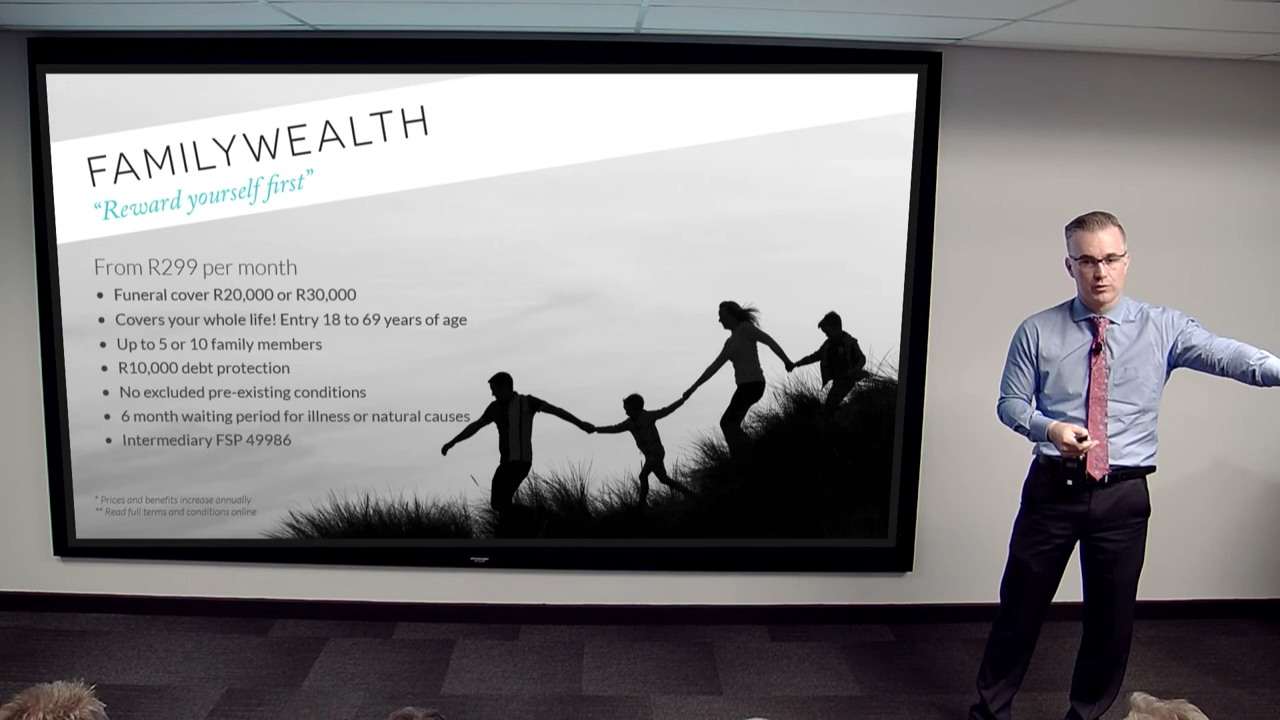 FAMILYWEALTH
“Reward yourself first”
From R299 per month
• Funeral cover R20,000 or R30,000
• Covers your whole life! Entry 18 to 69 years of age
• Up to 5 or 10 family members
• R10,000 debt protection
• No excluded pre-existing conditions
• 6 month waiting period for illness or natural causes
• Intermediary FSP 49986
* Prices and benefits increase annually
** Read full terms and conditions online